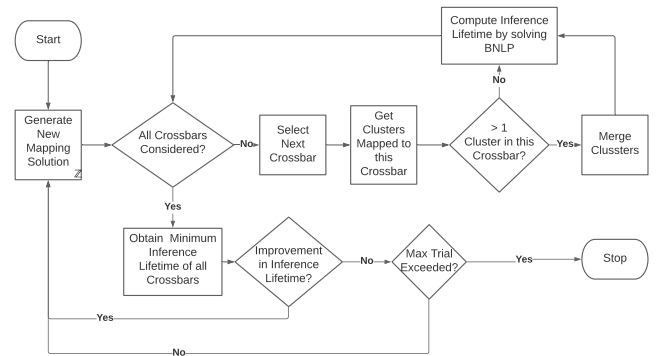 Start
Compute Inference
Lifetime by solving
BNLP
No
Generate
New
Mapping
Solution
All Crossbars
Considered?
No
Select
Next
Crossbar
Get
Clusters
Mapped to
this
Crossbar
> 1
Cluster in this
Crossbar?
Yes
Merge
Clussters
Yes
Obtain Minimum
Inference
Lifetime of all
Crossbars
Improvement
in Inference
Lifetime?
No
Max Trial
Exceeded?
Yes
Stop
Yes
No